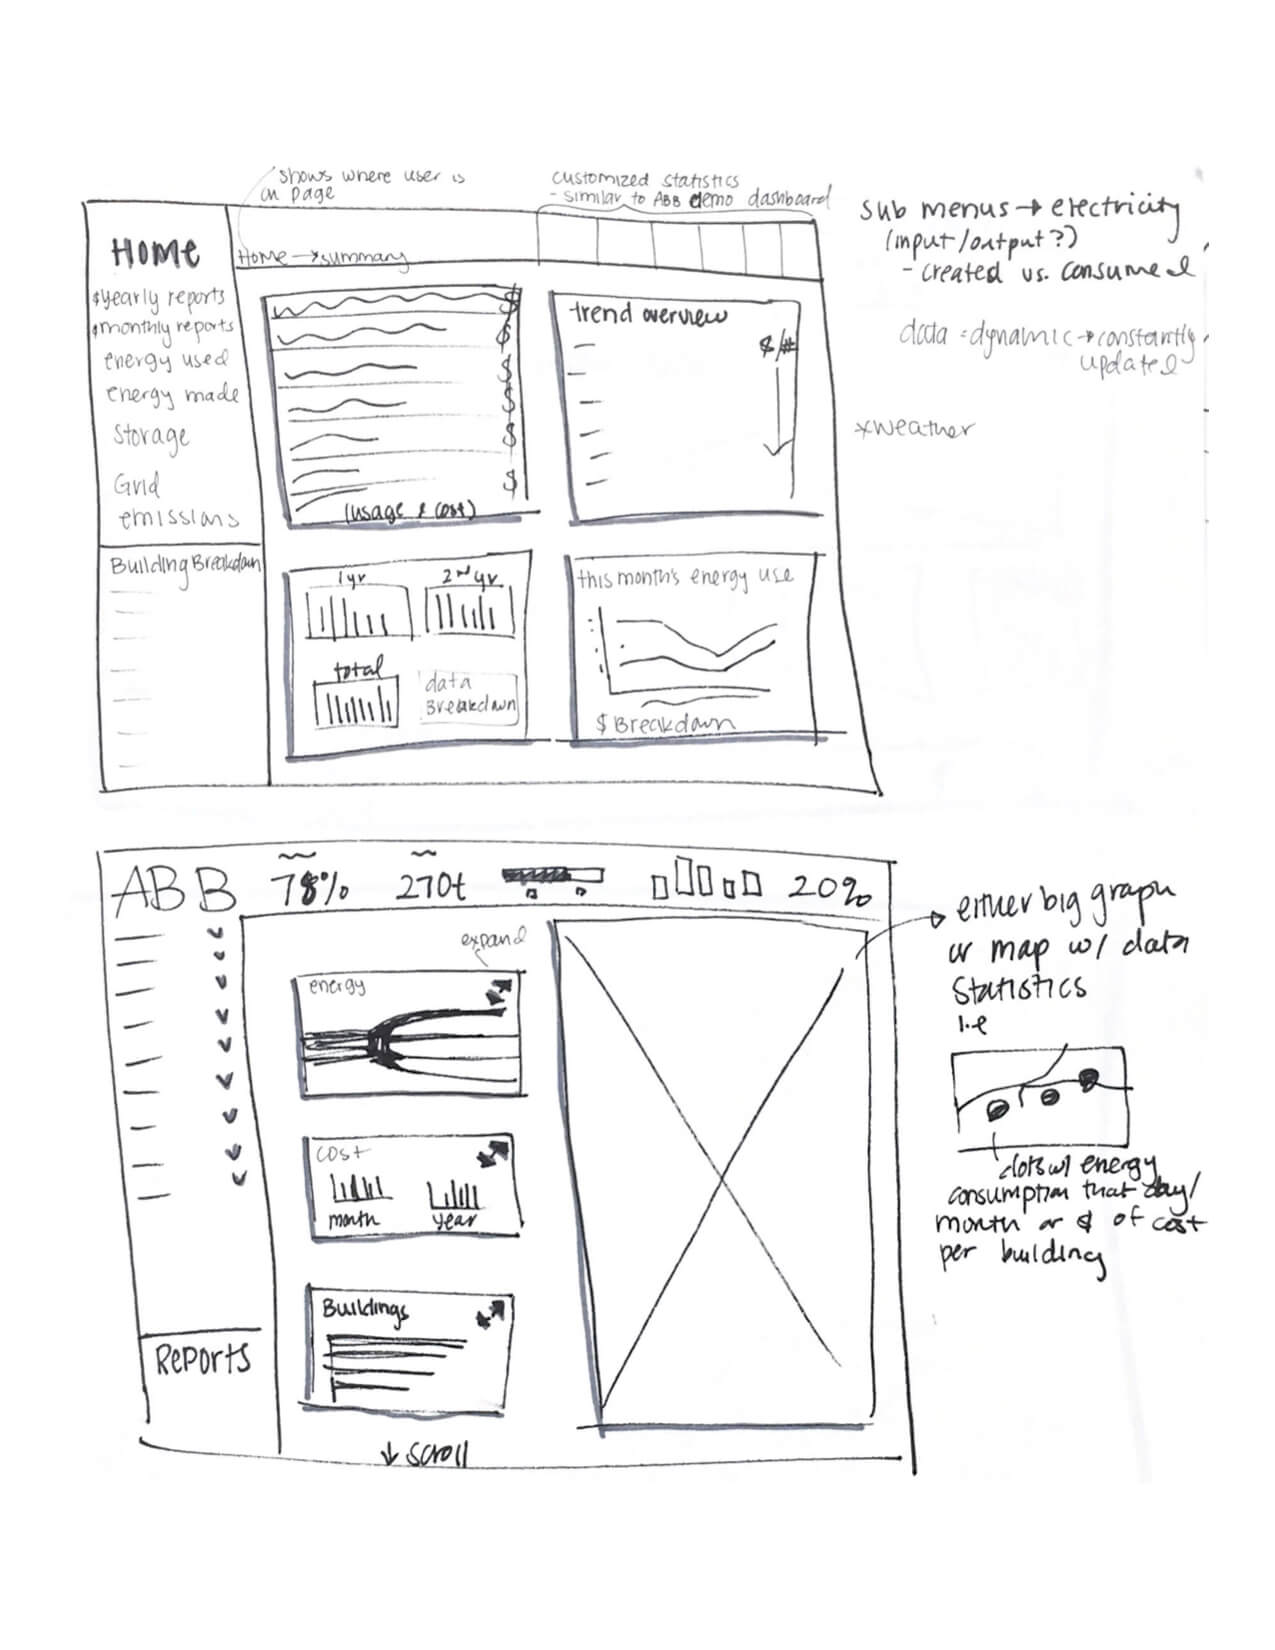 shows where user is
on page
customized statistics
- similar to ABB demo dashboard
HOME
Home → summary
$yearly reports
$monthly reports
energy used
energy made
Storage
Grid
emissions
Building Breakdown
$
$
$
$
$
$
(usage & cost)
trend overview
$/#
1 yr
2nd yr
total
data
Breakdown
this month's energy use
$ Breakdown
sub menus → electricity
(input/output?)
- created vs. consumed
data = dynamic → constantly
updated
*weather
ABB
78%
270t
20%
expand
energy
cost
month
year
Buildings
Reports
↓ scroll
→ either big graph
or map w/ data
statistics
i.e
dots w/ energy
consumption that day/
month or $ of cost
per building